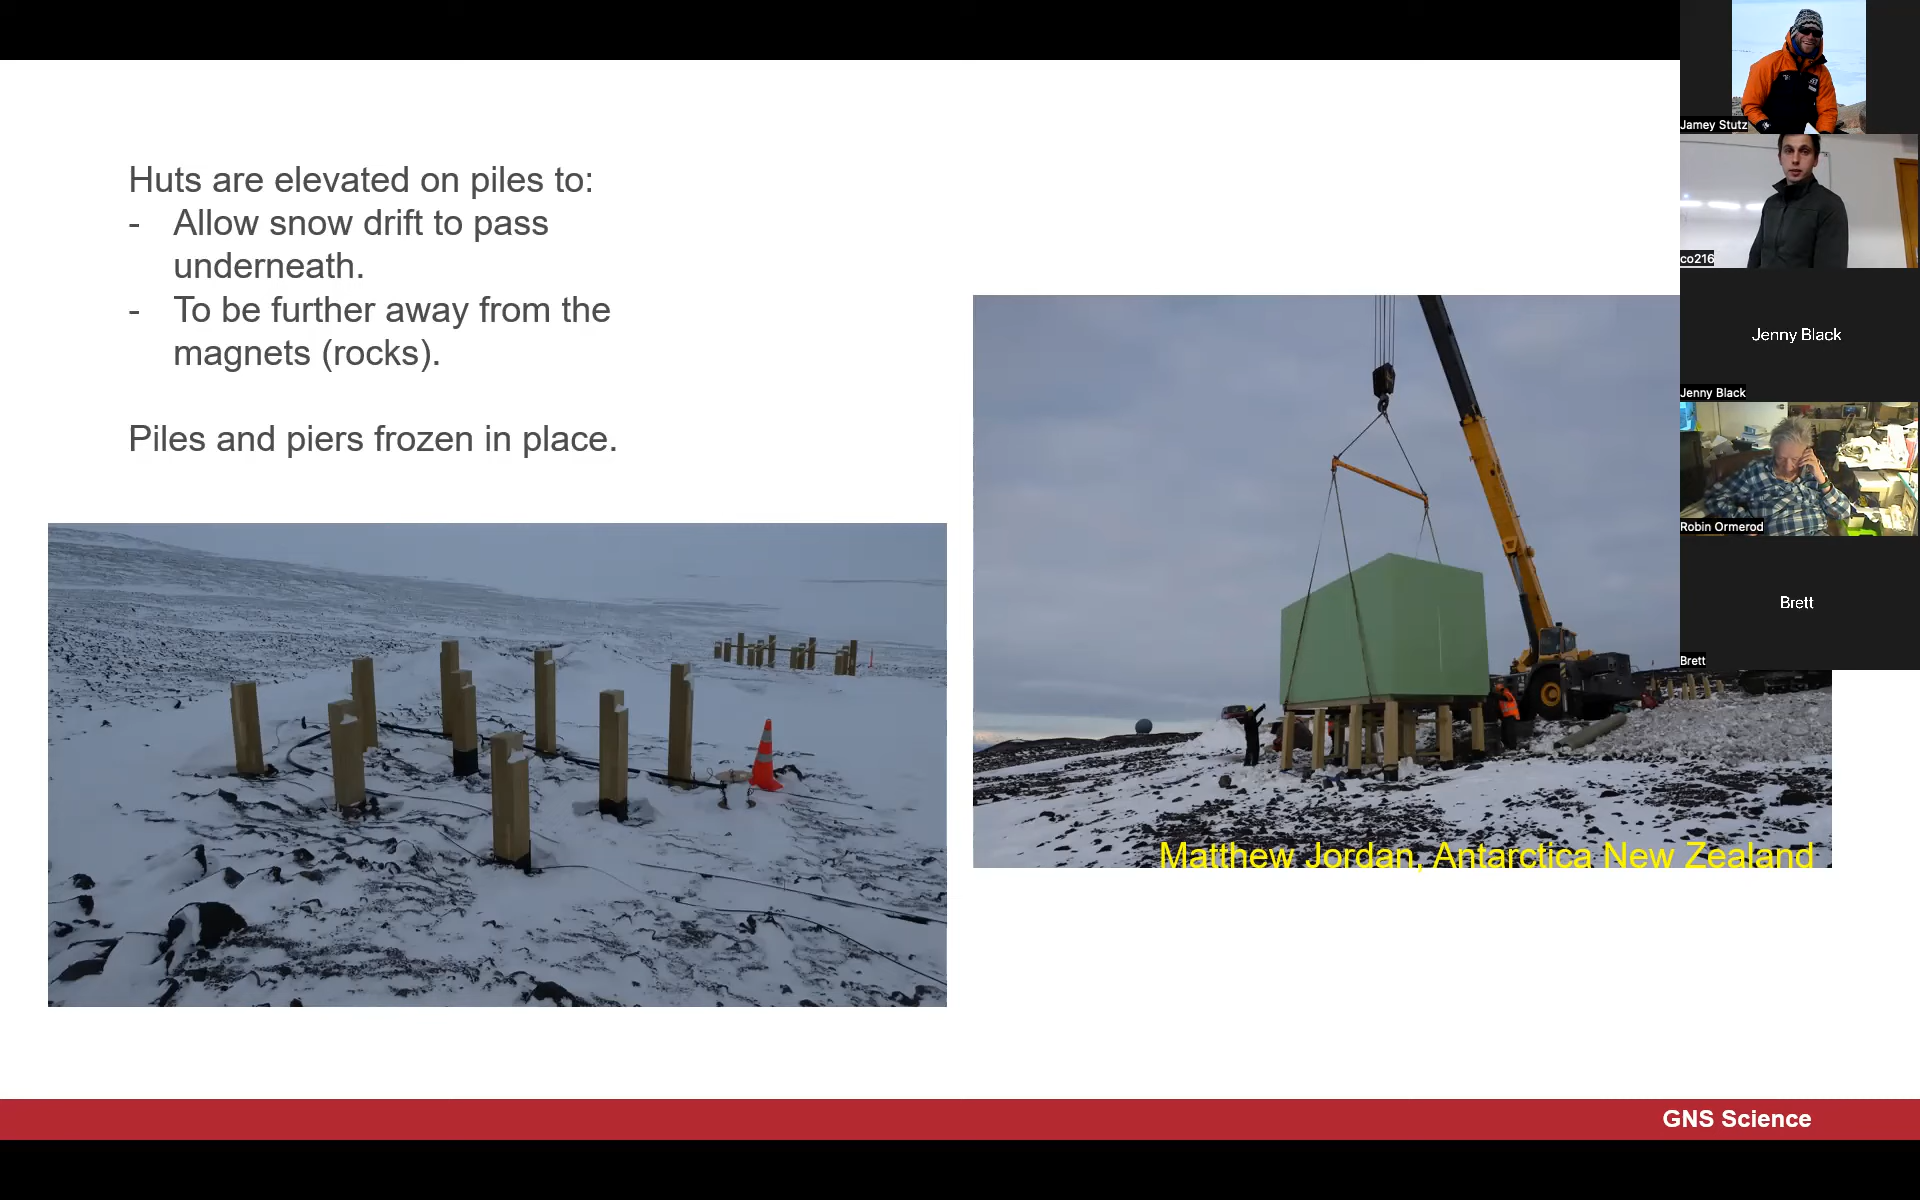 Huts are elevated on piles to:
- Allow snow drift to pass
underneath.
- To be further away from the
magnets (rocks).
Piles and piers frozen in place.
Matthew Jordan, Antarctica New Zealand
GNS Science
Jamey Stutz
co216
Jenny Black
Jenny Black
Robin Ormerod
Brett
Brett